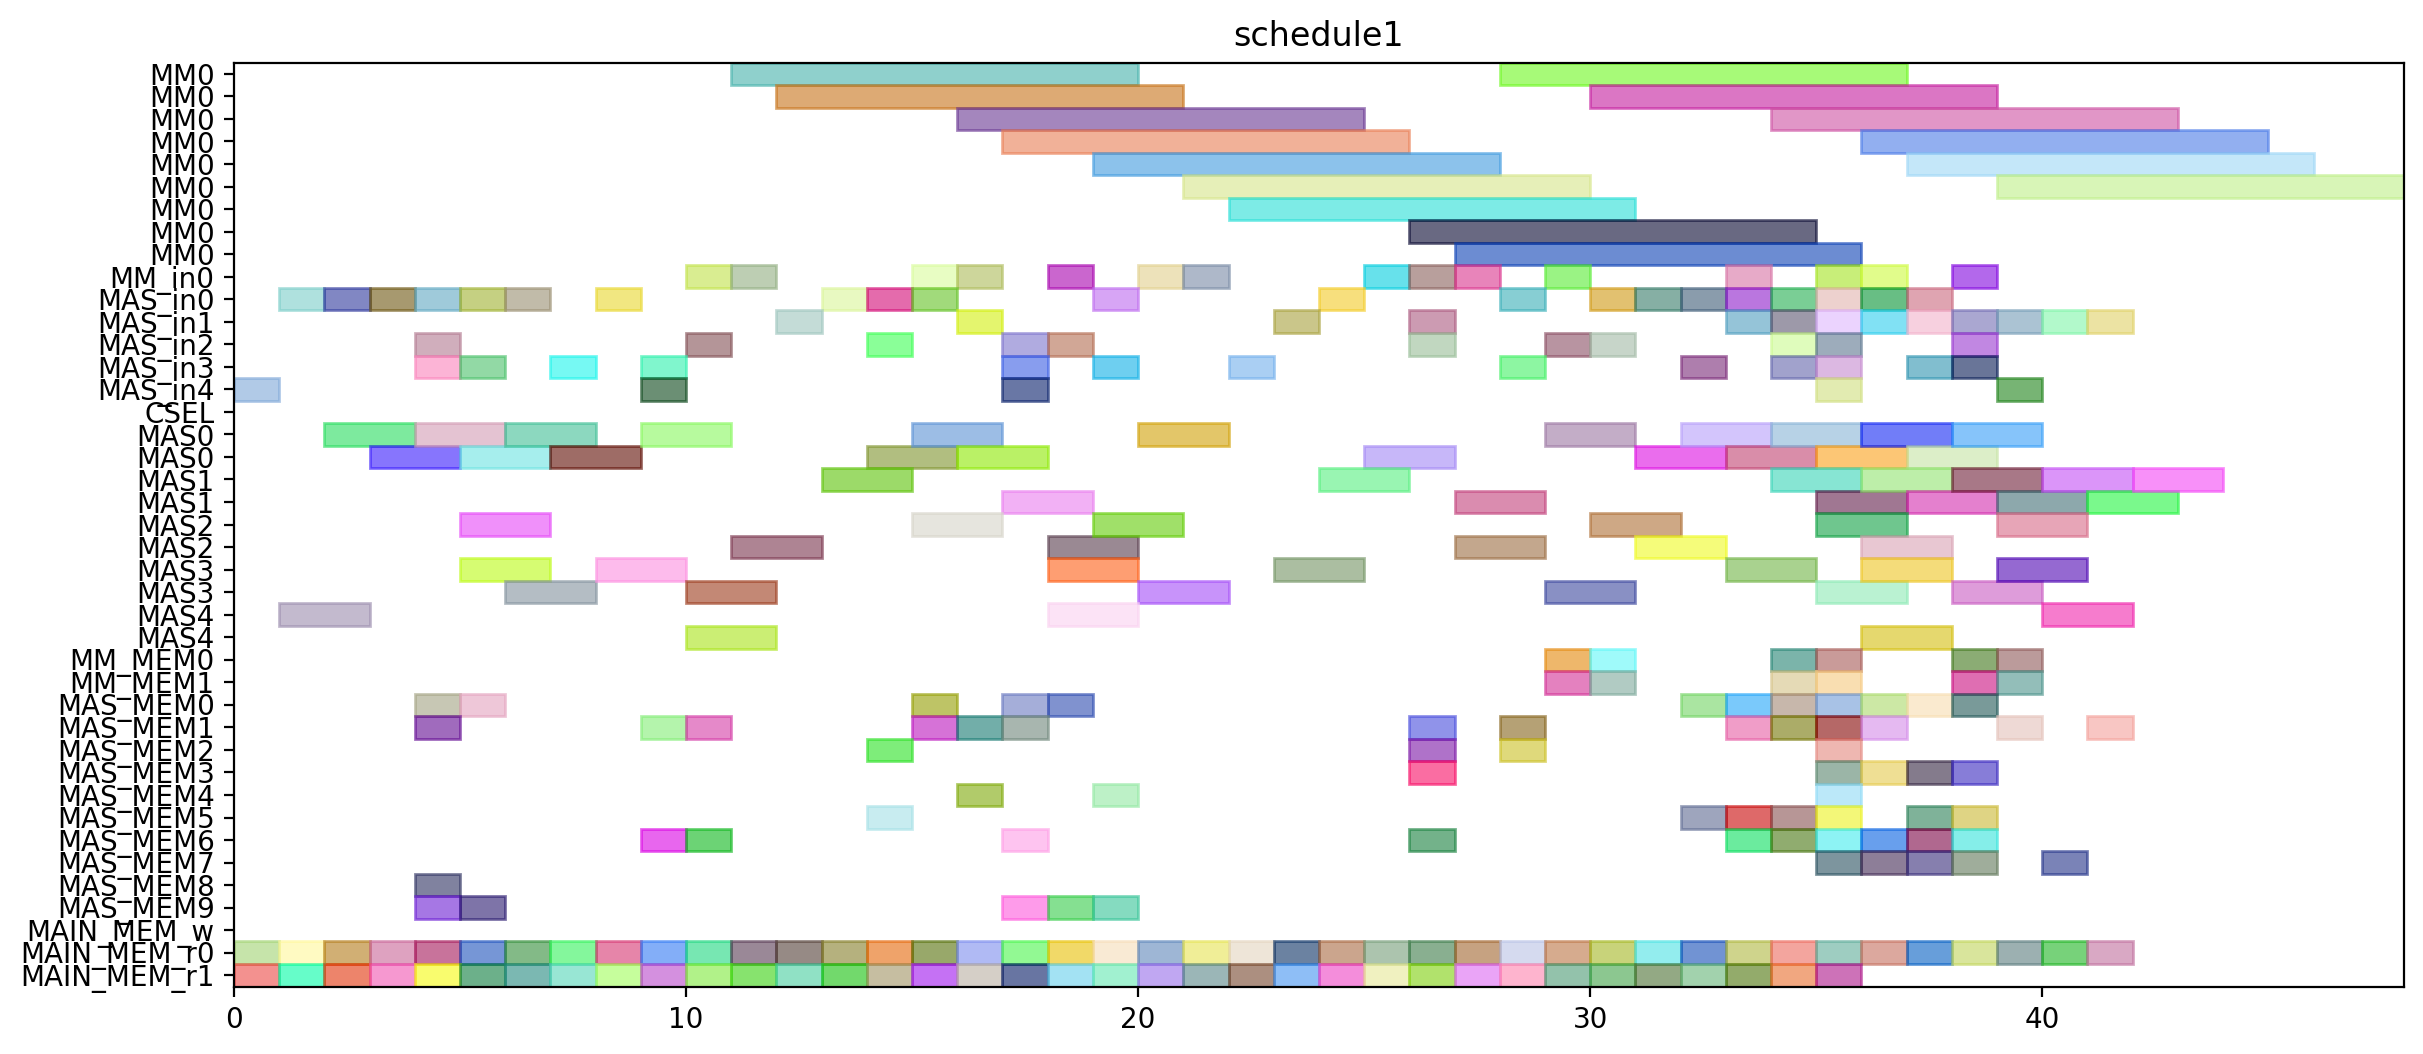 schedule1
MM0
MM0
MM0
MM0
MM0
MM0
MM0
MM0
MM0
MM_in0
MAS_in0
MAS_in1
MAS_in2
MAS_in3
MAS_in4
CSEL
MAS0
MAS0
MAS1
MAS1
MAS2
MAS2
MAS3
MAS3
MAS4
MAS4
MM_MEM0
MM_MEM1
MAS_MEM0
MAS_MEM1
MAS_MEM2
MAS_MEM3
MAS_MEM4
MAS_MEM5
MAS_MEM6
MAS_MEM7
MAS_MEM8
MAS_MEM9
MAIN_MEM_w
MAIN_MEM_r0
MAIN_MEM_r1
0 10 20 30 40